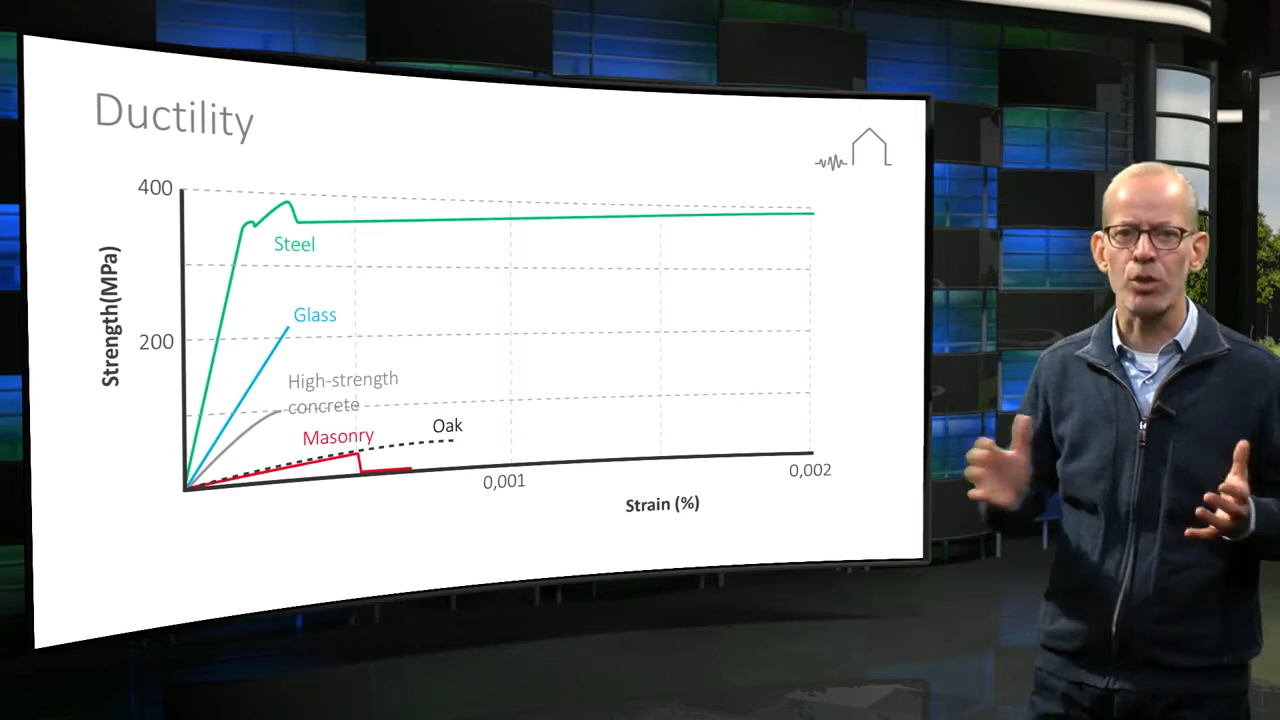 Ductility
400
Steel
Strength(MPa)
Glass
200
High-strength
concrete
Masonry
Oak
0,001
0,002
Strain (%)